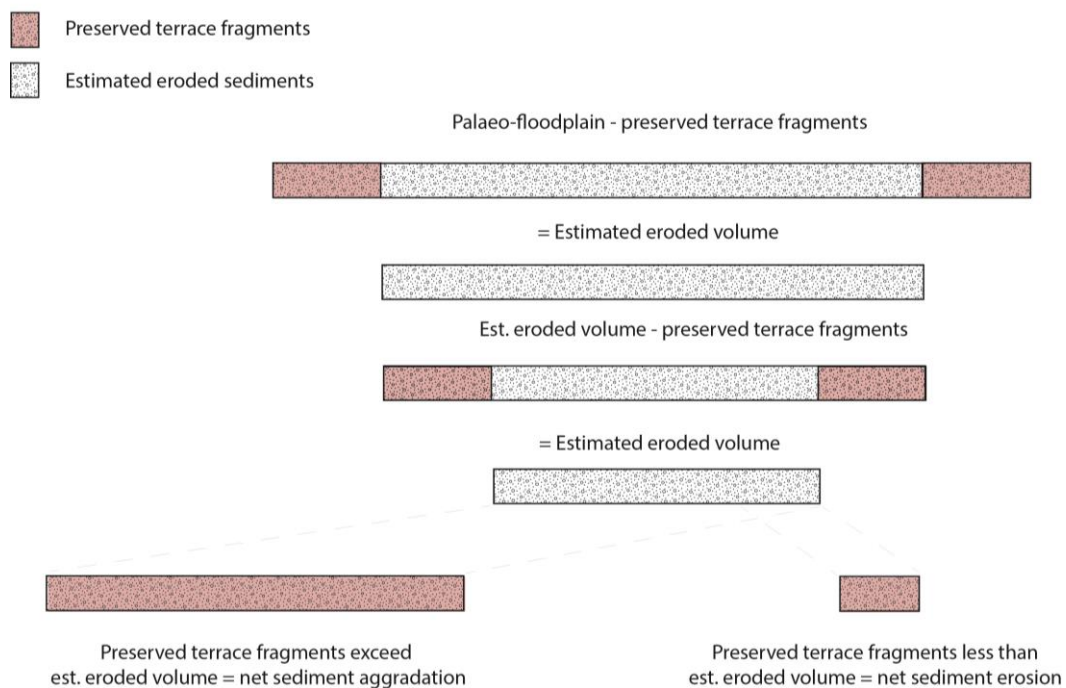 Preserved terrace fragments
Estimated eroded sediments
Palaeo-floodplain - preserved terrace fragments
= Estimated eroded volume
Est. eroded volume - preserved terrace fragments
= Estimated eroded volume
Preserved terrace fragments exceed
est. eroded volume = net sediment aggradation
Preserved terrace fragments less than
est. eroded volume = net sediment erosion